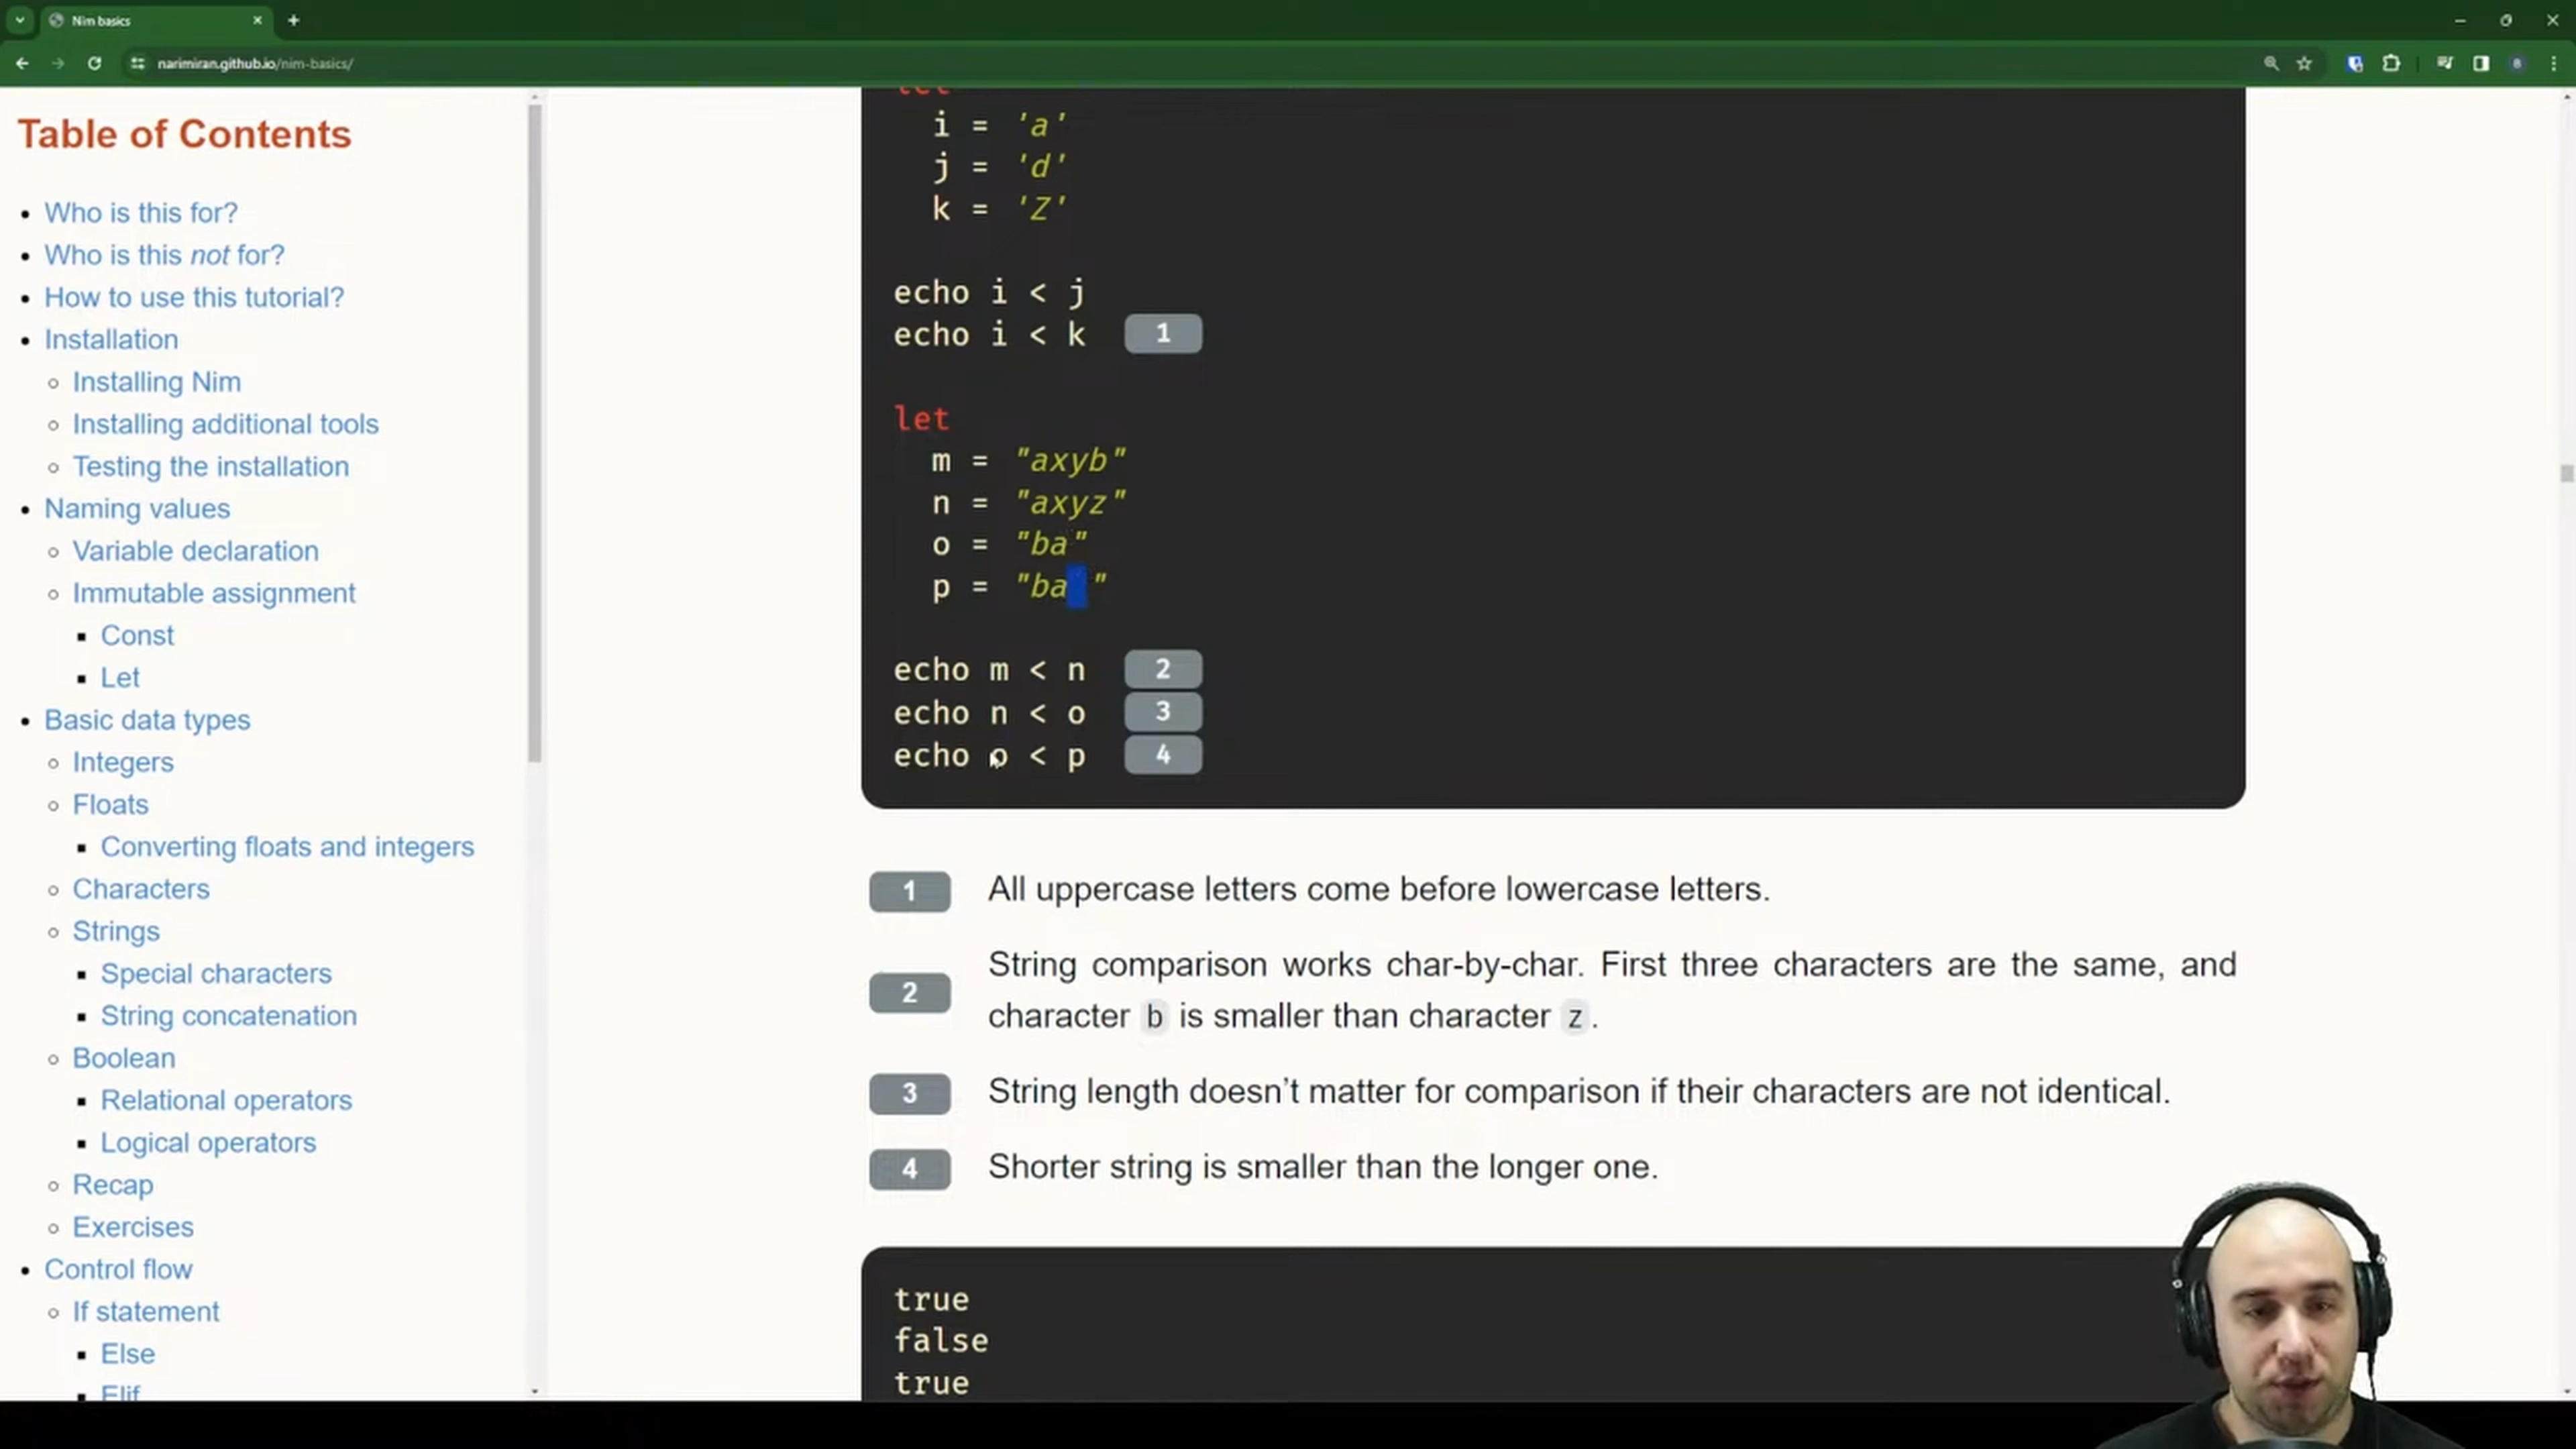 Nim basics
narimiran.github.io/nim-basics/
Table of Contents
Who is this for?
Who is this not for?
How to use this tutorial?
Installation
Installing Nim
Installing additional tools
Testing the installation
Naming values
Variable declaration
Immutable assignment
Const
Let
Basic data types
Integers
Floats
Converting floats and integers
Characters
Strings
Special characters
String concatenation
Boolean
Relational operators
Logical operators
Recap
Exercises
Control flow
If statement
Else
Elif
let
i = 'a'
j = 'd'
k = 'Z'
echo i < j
echo i < k 1
let
m = "axyb"
n = "axyz"
o = "ba"
p = "ba "
echo m < n 2
echo n < o 3
echo o < p 4
1 All uppercase letters come before lowercase letters.
2 String comparison works char-by-char. First three characters are the same, and
character b is smaller than character z.
3 String length doesn’t matter for comparison if their characters are not identical.
4 Shorter string is smaller than the longer one.
true
false
true